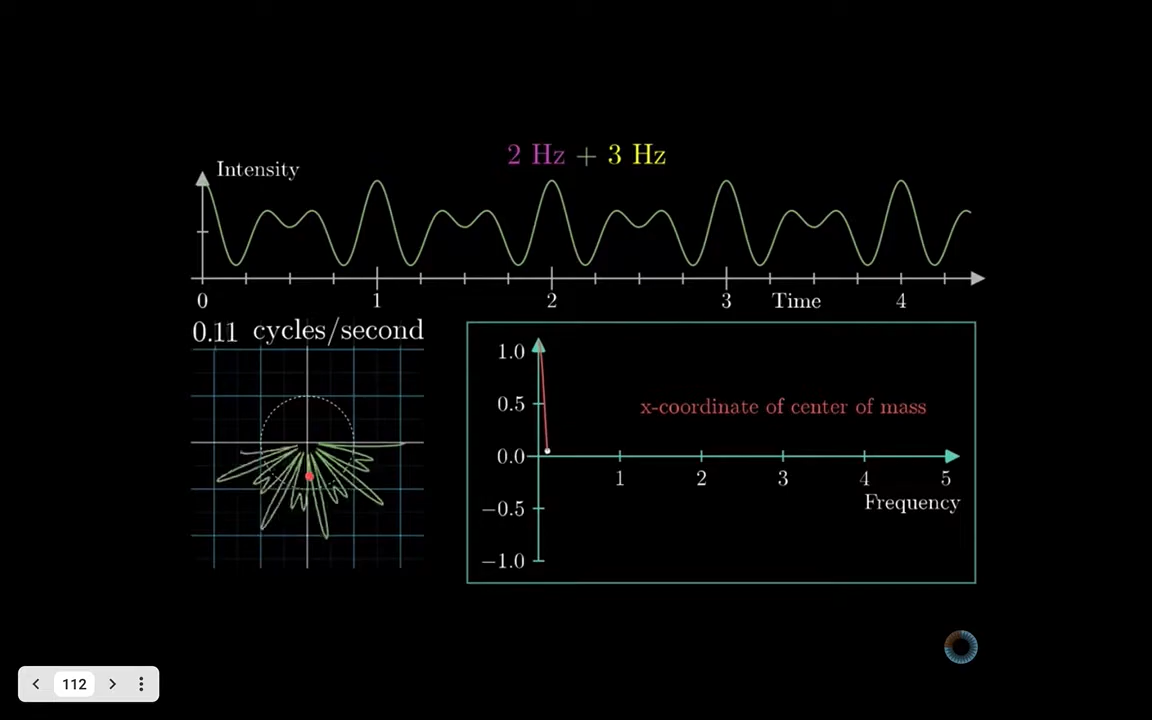 2 Hz + 3 Hz
Intensity
0 1 2 3 Time 4
0.11 cycles/second
1.0
0.5
0.0
−0.5
−1.0
x-coordinate of center of mass
1 2 3 4 5
Frequency
112